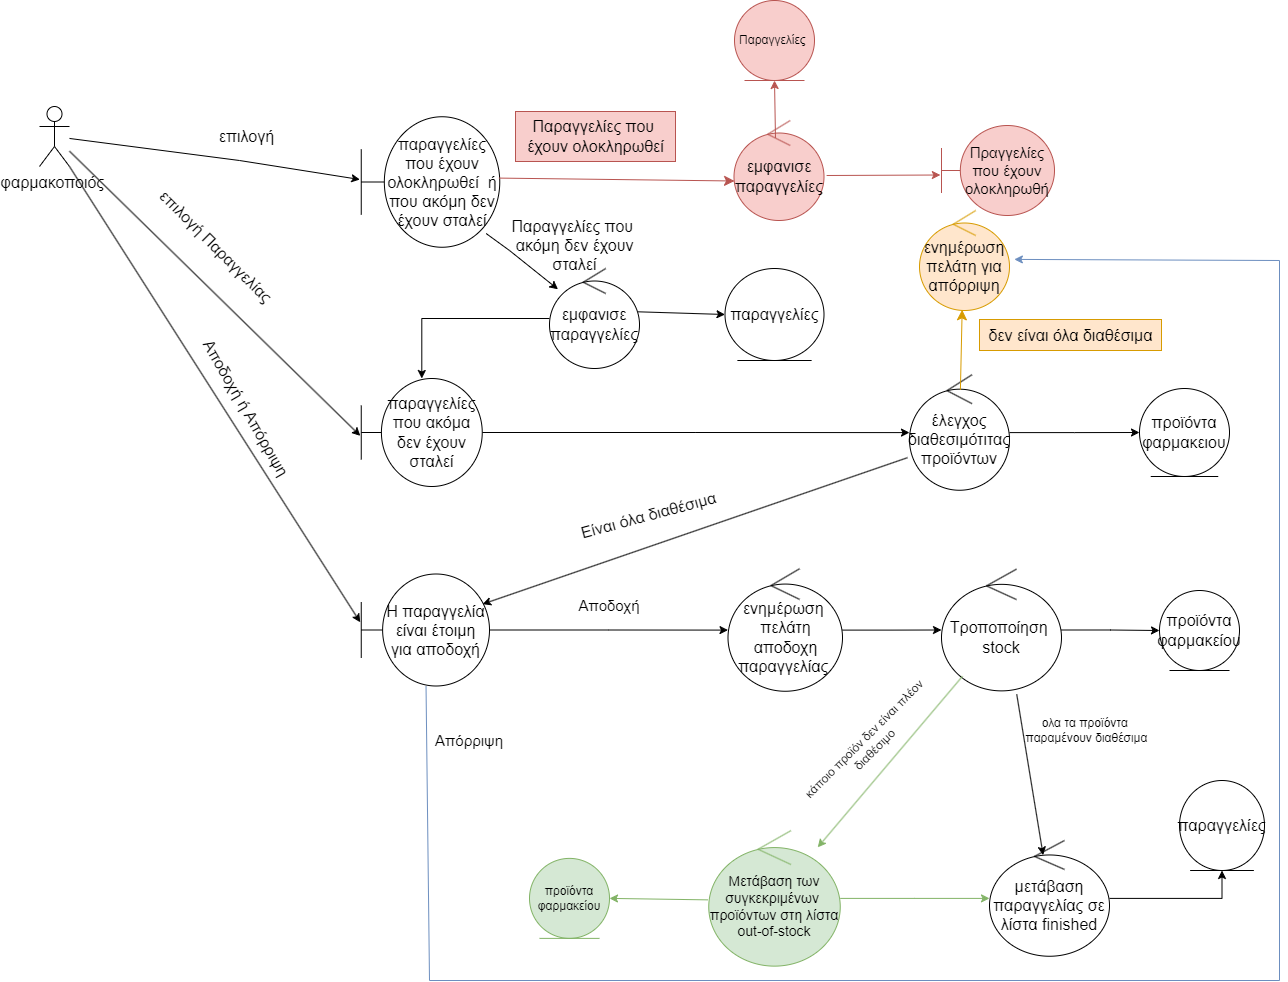 Παραγγελίες
φαρμακοποιός
επιλογή
παραγγελίες
που έχουν
ολοκληρωθεί ή
που ακόμη δεν
έχουν σταλεί
Παραγγελίες που
έχουν ολοκληρωθεί
εμφανισε
παραγγελίες
Πραγγελίες
που έχουν
ολοκληρωθή
επιλογή Παραγγελίας
Παραγγελίες που
ακόμη δεν έχουν
σταλεί
ενημέρωση
πελάτη για
απόρριψη
εμφανισε
παραγγελίες
παραγγελίες
δεν είναι όλα διαθέσιμα
Αποδοχή ή Απόρριψη
παραγγελίες
που ακόμα
δεν έχουν
σταλεί
έλεγχος
διαθεσιμότιτας
προϊόντων
προϊόντα
φαρμακειου
Είναι όλα διαθέσιμα
Η παραγγελία
είναι έτοιμη
για αποδοχή
Αποδοχή
ενημέρωση
πελάτη
αποδοχη
παραγγελίας
Τροποποίηση
stock
προϊόντα
φαρμακείου
Απόρριψη
κάποιο προϊόν δεν είναι πλέον
διαθέσιμο
ολα τα προϊόντα
παραμένουν διαθέσιμα
παραγγελίες
προϊόντα
φαρμακείου
Μετάβαση των
συγκεκριμένων
προϊόντων στη λίστα
out-of-stock
μετάβαση
παραγγελίας σε
λίστα finished